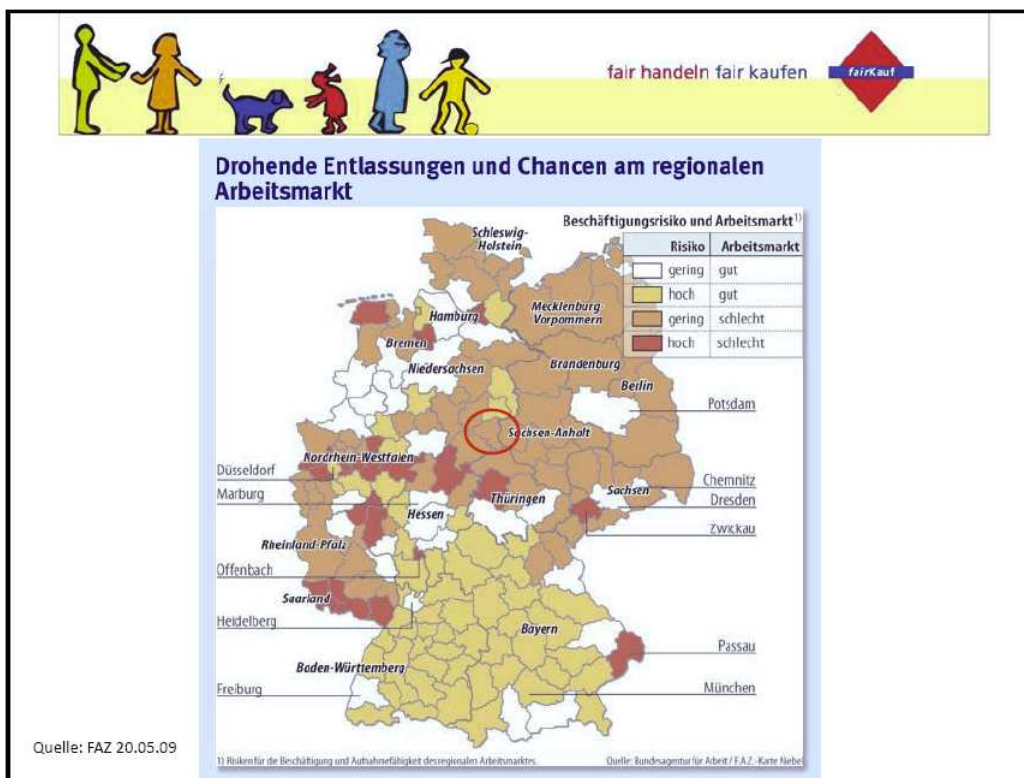 fair handeln fair kaufen
fairKauf
Drohende Entlassungen und Chancen am regionalen
Arbeitsmarkt
Beschäftigungsrisiko und Arbeitsmarkt¹⁾
Risiko Arbeitsmarkt
gering gut
hoch gut
gering schlecht
hoch schlecht
Schleswig-
Holstein
Mecklenburg-
Vorpommern
Hamburg
Bremen
Niedersachsen
Brandenburg
Berlin
Potsdam
Sachsen-Anhalt
Nordrhein-Westfalen
Düsseldorf
Marburg
Hessen
Thüringen
Sachsen
Chemnitz
Dresden
Zwickau
Rheinland-Pfalz
Offenbach
Saarland
Heidelberg
Bayern
Baden-Württemberg
Passau
Freiburg
München
1) Risiken für die Beschäftigung und Aufnahmefähigkeit des regionalen Arbeitsmarktes.
Quelle: Bundesagentur für Arbeit / F.A.Z.-Karte Niebel
Quelle: FAZ 20.05.09